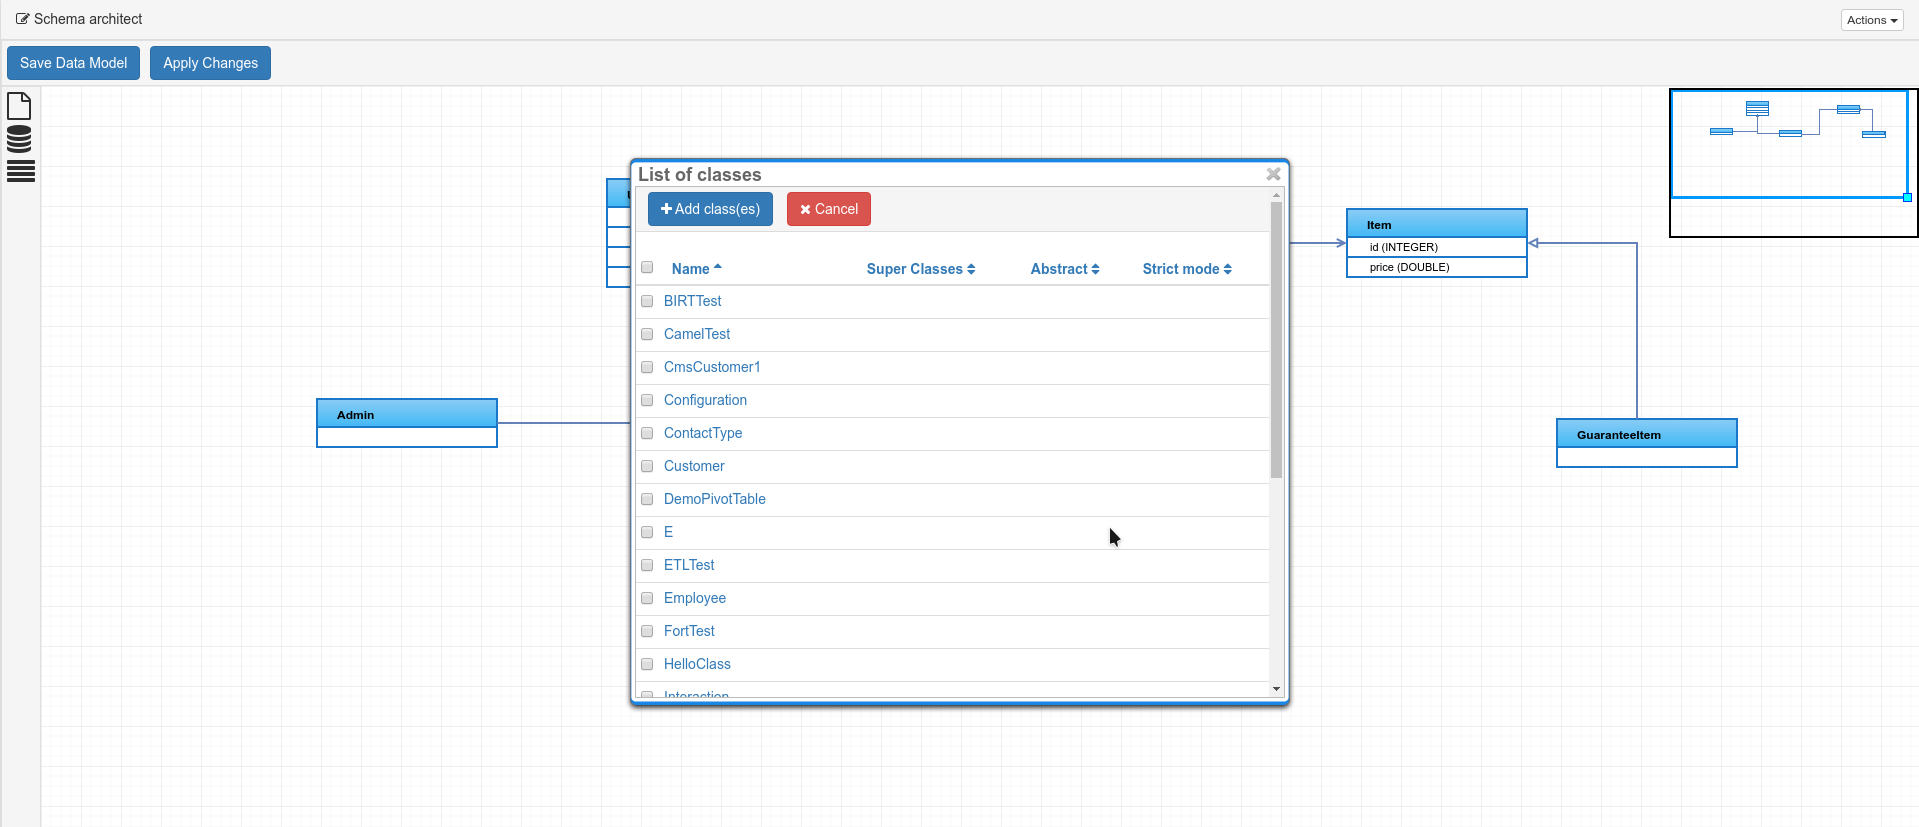 Schema architect
Actions
Save Data Model
Apply Changes
List of classes
Add class(es)
Cancel
Name
Super Classes
Abstract
Strict mode
BIRTTest
CamelTest
CmsCustomer1
Configuration
ContactType
Customer
DemoPivotTable
E
ETLTest
Employee
FortTest
HelloClass
Interaction
Item
id (INTEGER)
price (DOUBLE)
Admin
GuaranteeItem